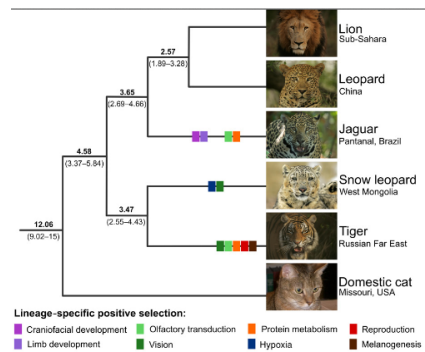 Lion
Sub-Sahara
2.57
(1.89–3.28)
Leopard
China
3.65
(2.69–4.66)
Jaguar
Pantanal, Brazil
4.58
(3.37–5.84)
Snow leopard
West Mongolia
3.47
(2.55–4.43)
Tiger
Russian Far East
12.06
(9.02–15)
Domestic cat
Missouri, USA
Lineage-specific positive selection:
Craniofacial development Olfactory transduction Protein metabolism Reproduction
Limb development Vision Hypoxia Melanogenesis